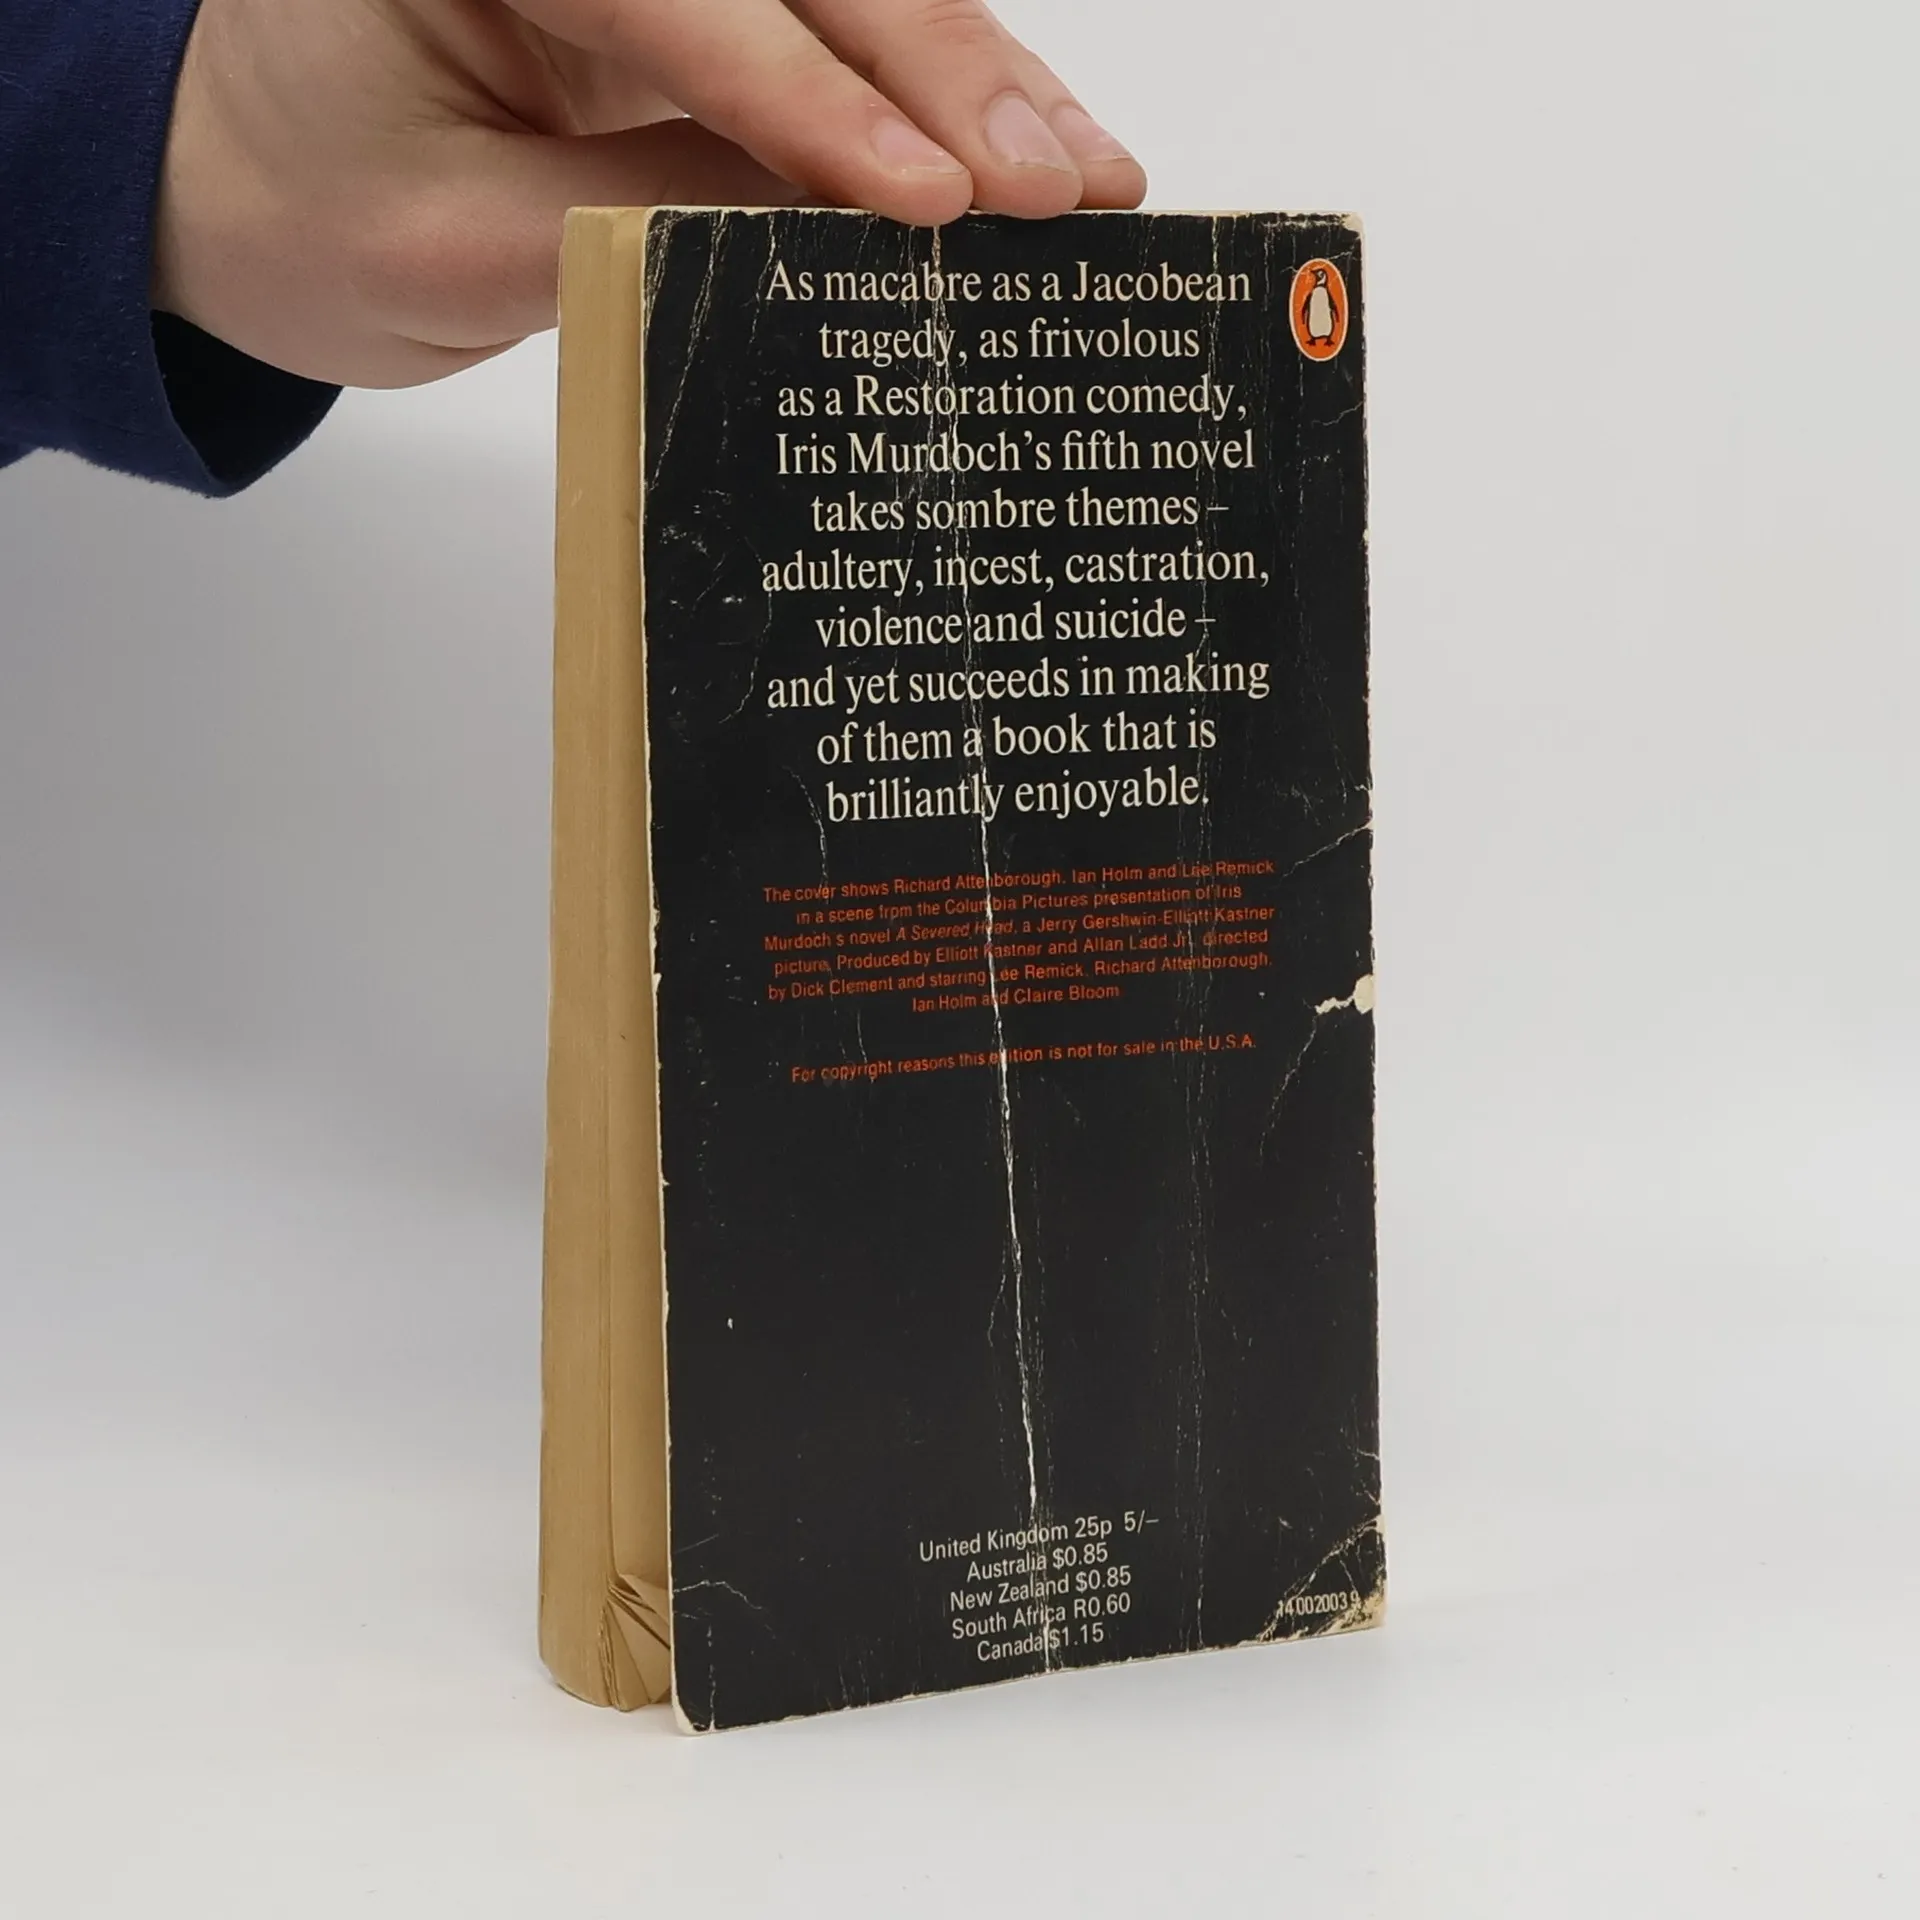 As macabre as a Jacobean
tragedy, as frivolous
as a Restoration comedy,
Iris Murdoch's fifth novel
takes sombre themes –
adultery, incest, castration,
violence and suicide –
and yet succeeds in making
of them a book that is
brilliantly enjoyable.
The cover shows Richard Attenborough, Ian Holm and Lee Remick
in a scene from the Columbia Pictures presentation of Iris
Murdoch's novel A Severed Head, a Jerry Gershwin-Elliott Kastner
picture, Produced by Elliott Kastner and Allan Ladd Jr, directed
by Dick Clement and starring Lee Remick, Richard Attenborough,
Ian Holm and Claire Bloom
For copyright reasons this edition is not for sale in the U.S.A.
United Kingdom 25p 5/–
Australia $0.85
New Zealand $0.85
South Africa R0.60
Canada $1.15
14 002003 9